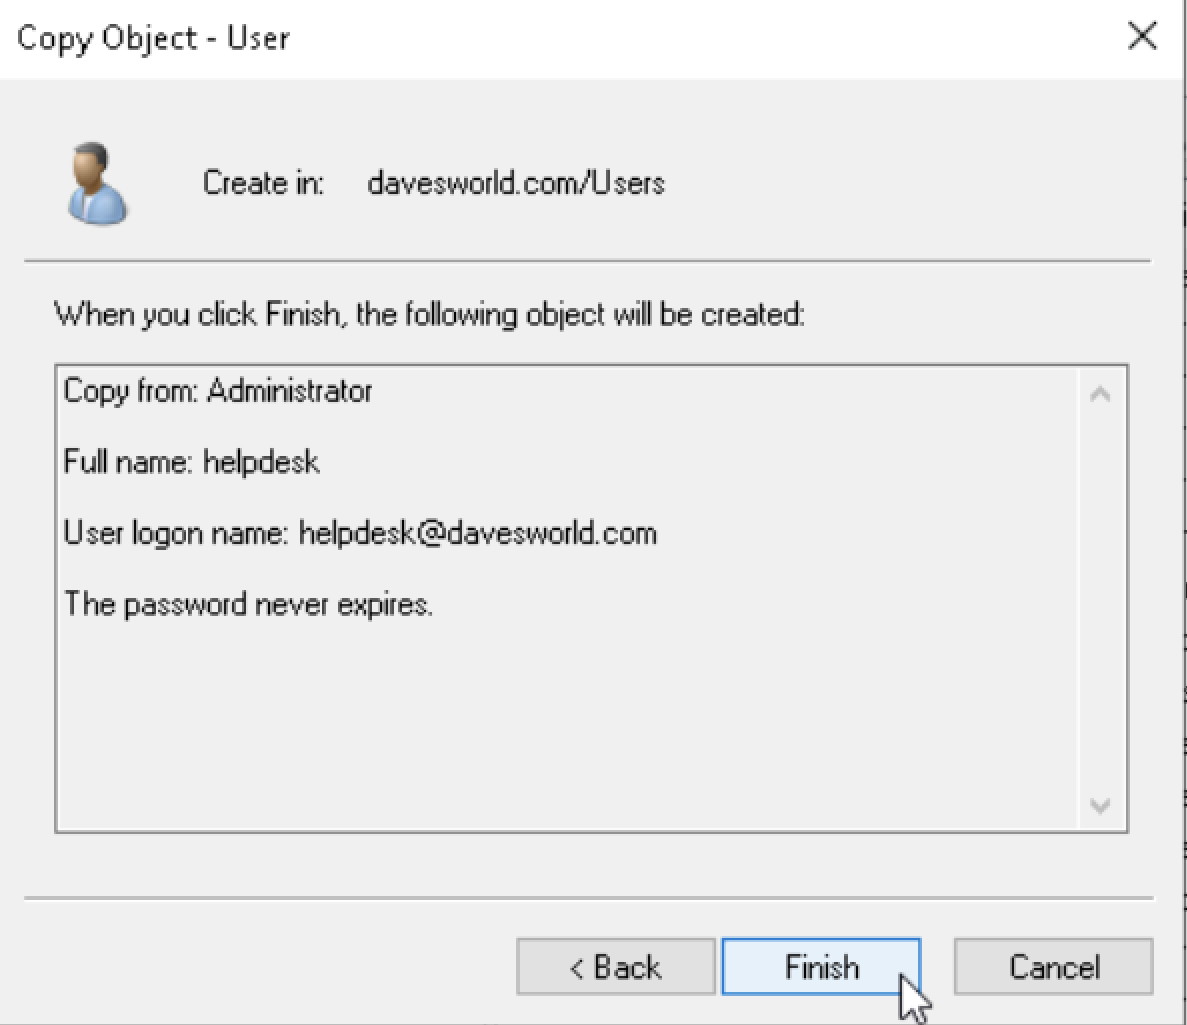 Copy Object - User
Create in: davesworld.com/Users
When you click Finish, the following object will be created:
Copy from: Administrator
Full name: helpdesk
User logon name: helpdesk@davesworld.com
The password never expires.
< Back Finish Cancel